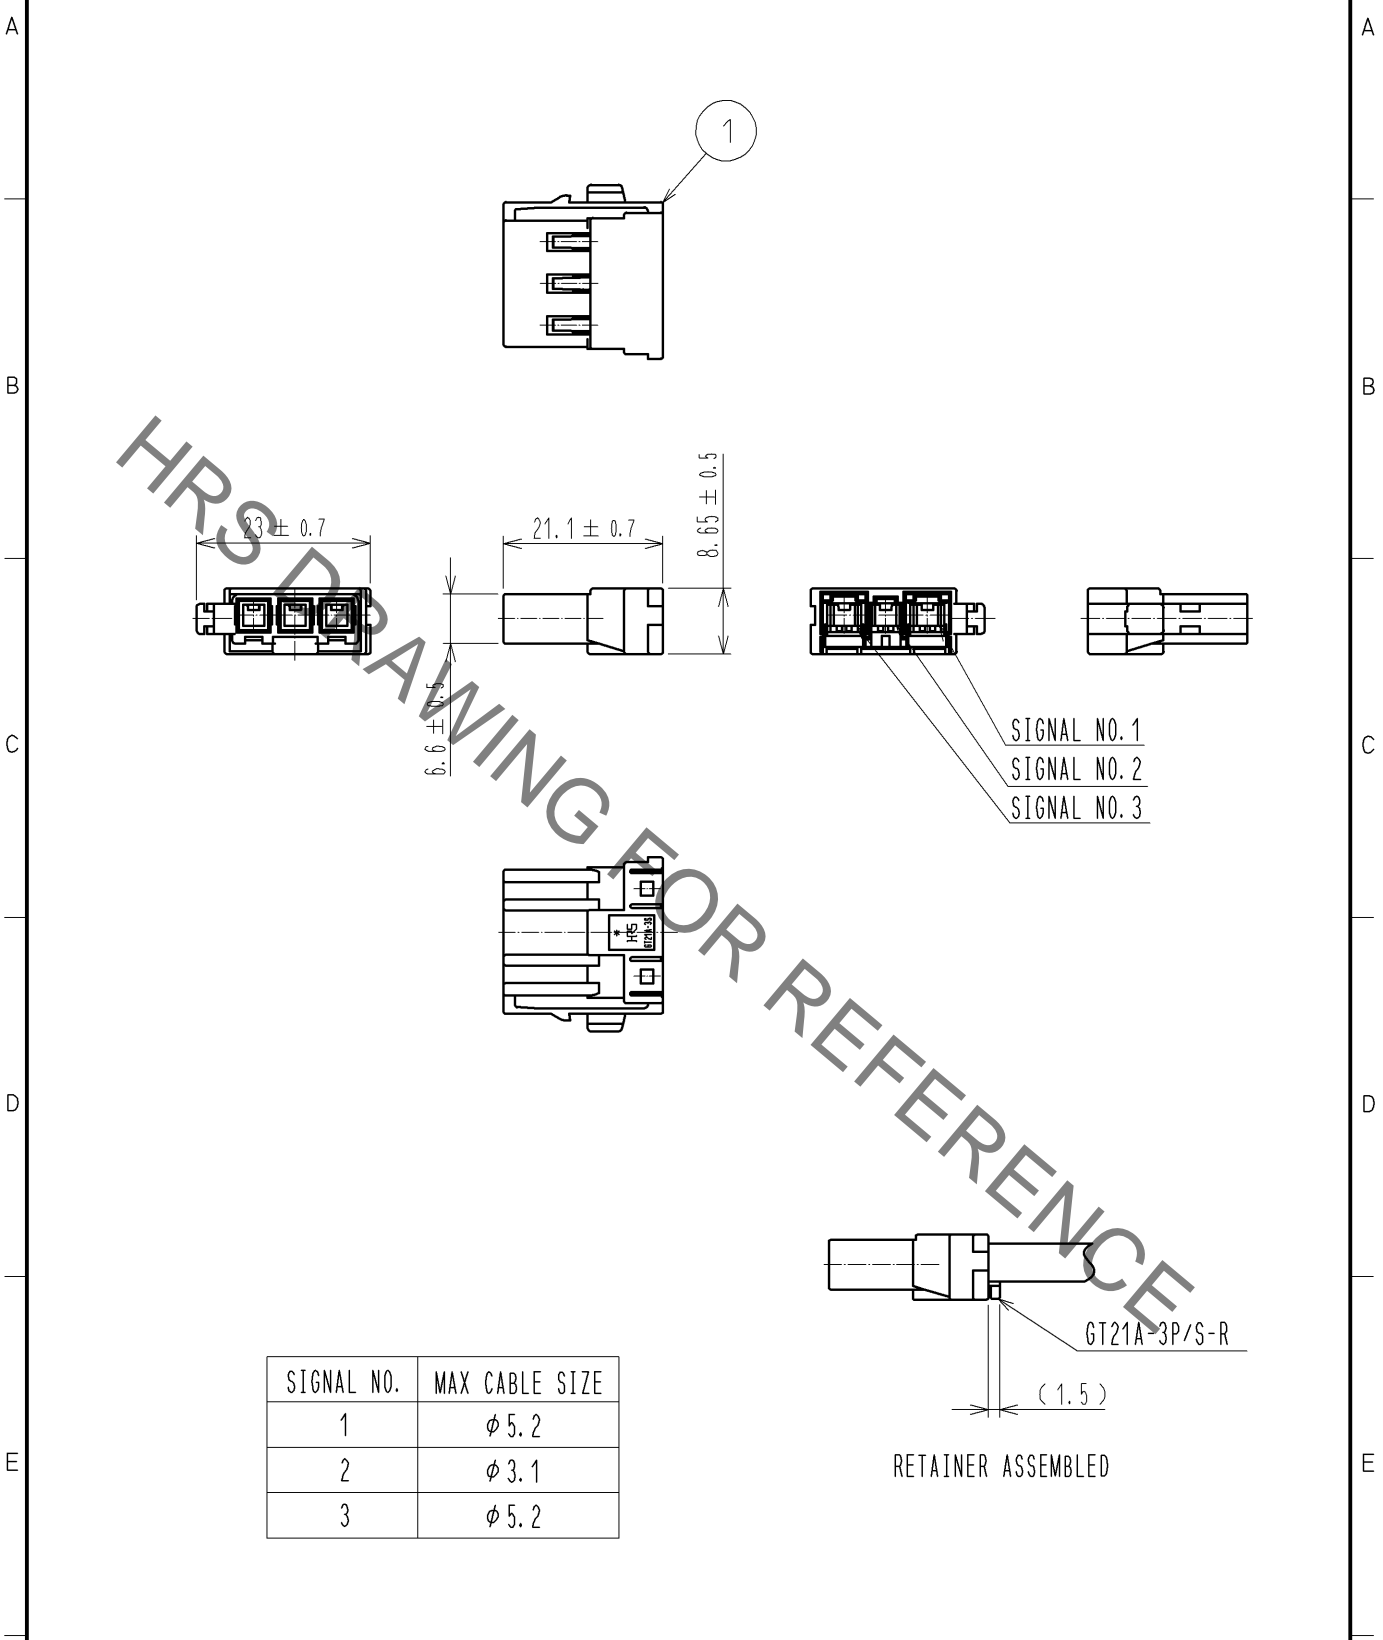 A
A
1
B
B
HRS DRAWING FOR REFERENCE
23 ± 0.7
21.1 ± 0.7
8.65 ± 0.5
6.6 ± 0.5
SIGNAL NO.1
SIGNAL NO.2
SIGNAL NO.3
C
C
* HRS GT21A-3S
D
D
GT21A-3P/S-R
(1.5)
RETAINER ASSEMBLED
SIGNAL NO. MAX CABLE SIZE
1 φ5.2
2 φ3.1
3 φ5.2
E
E